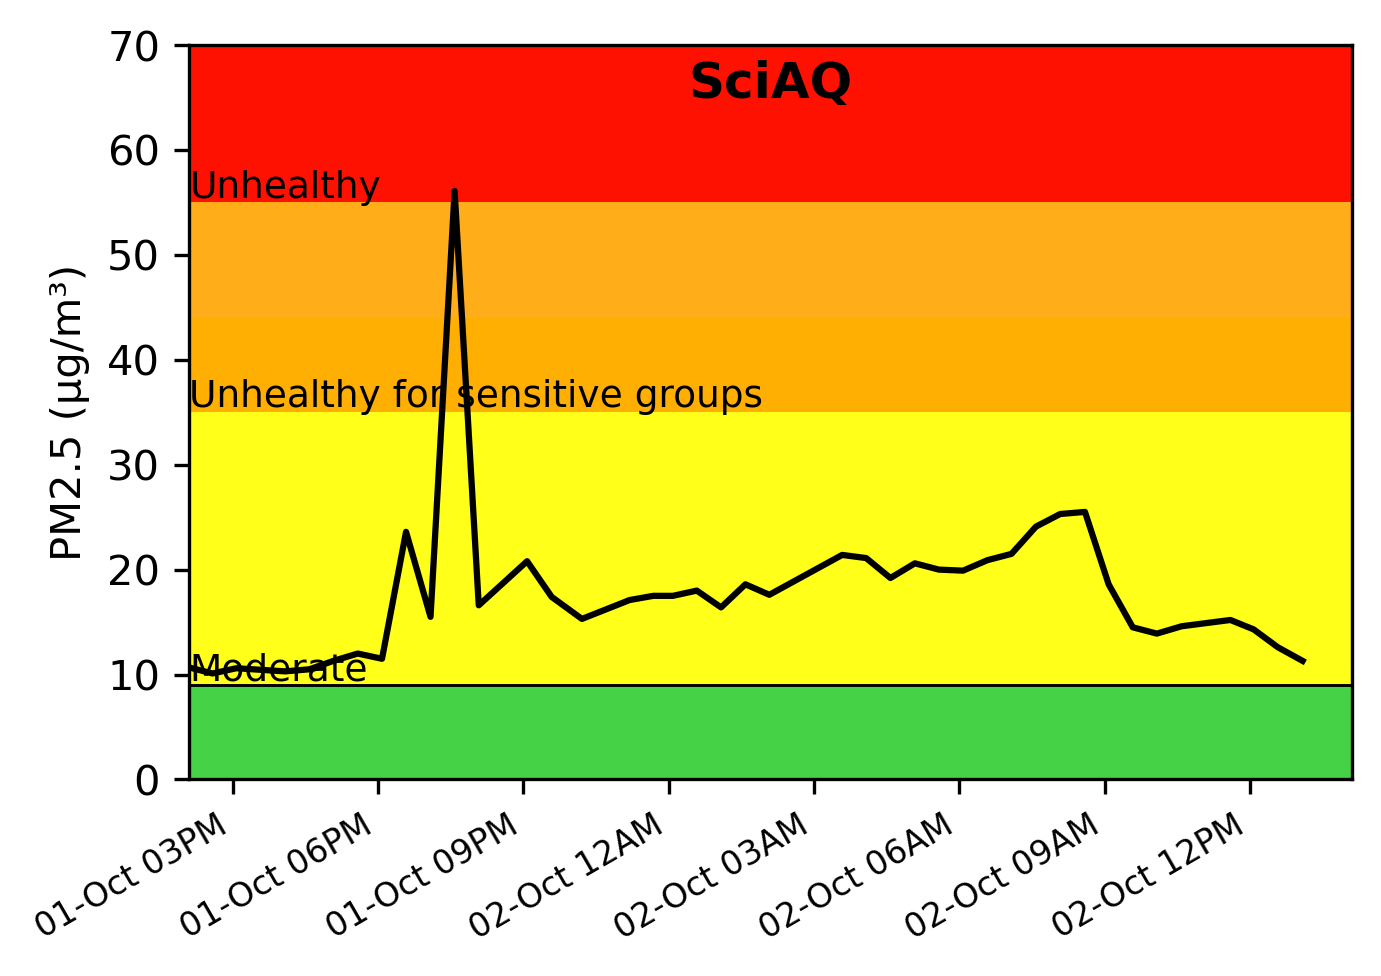 SciAQ
70
60
50
40
30
20
10
0
PM2.5 (µg/m³)
Unhealthy
Unhealthy for sensitive groups
Moderate
01-Oct 03PM
01-Oct 06PM
01-Oct 09PM
02-Oct 12AM
02-Oct 03AM
02-Oct 06AM
02-Oct 09AM
02-Oct 12PM